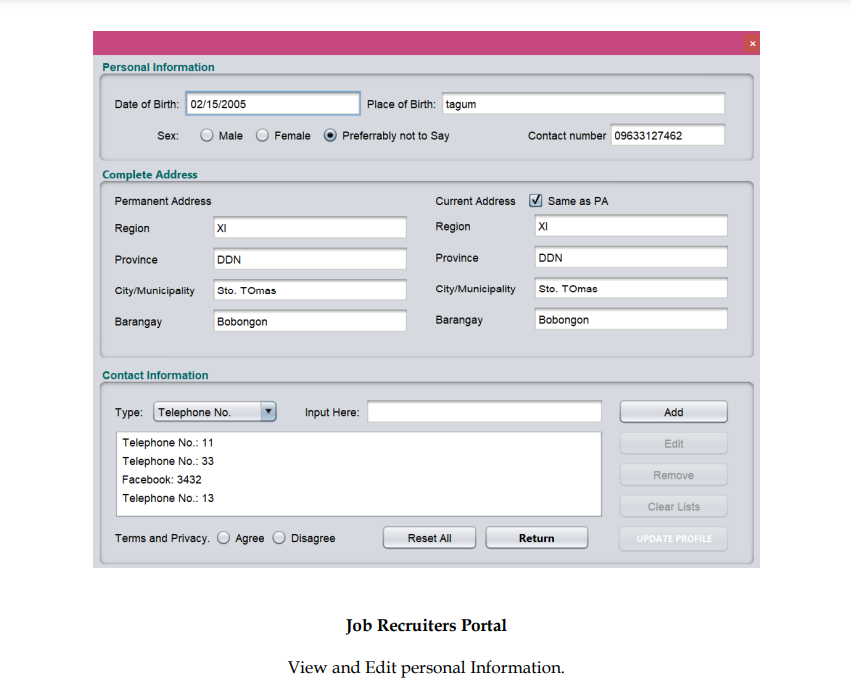 ×
Personal Information
Date of Birth: 02/15/2005 Place of Birth: tagum
Sex: Male Female Preferrably not to Say Contact number 09633127462
Complete Address
Permanent Address Current Address Same as PA
Region XI Region XI
Province DDN Province DDN
City/Municipality Sto. TOmas City/Municipality Sto. TOmas
Barangay Bobongon Barangay Bobongon
Contact Information
Type: Telephone No. Input Here: Add
Telephone No.: 11 Edit
Telephone No.: 33
Facebook: 3432 Remove
Telephone No.: 13 Clear Lists
Terms and Privacy. Agree Disagree Reset All Return UPDATE PROFILE
Job Recruiters Portal
View and Edit personal Information.